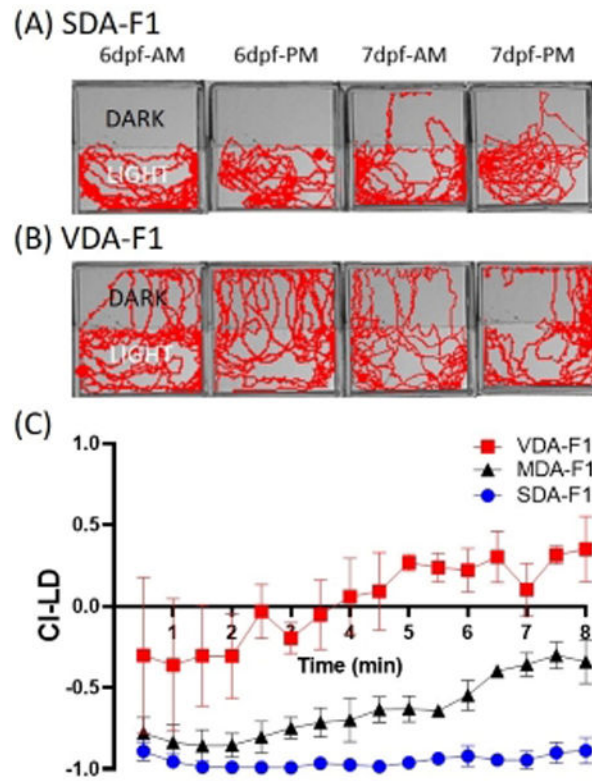 (A) SDA-F1
6dpf-AM 6dpf-PM 7dpf-AM 7dpf-PM
DARK
LIGHT
(B) VDA-F1
DARK
LIGHT
(C)
VDA-F1
MDA-F1
SDA-F1
1.0
0.5
0.0
-0.5
-1.0
CI-LD
1 2 3 4 5 6 7 8
Time (min)